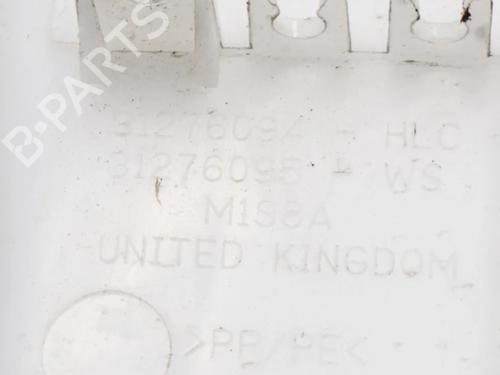 B-PARTS
31276094 - HLC
31276095 - WS
M1S8A
UNITED KINGDOM
>PP/PE<